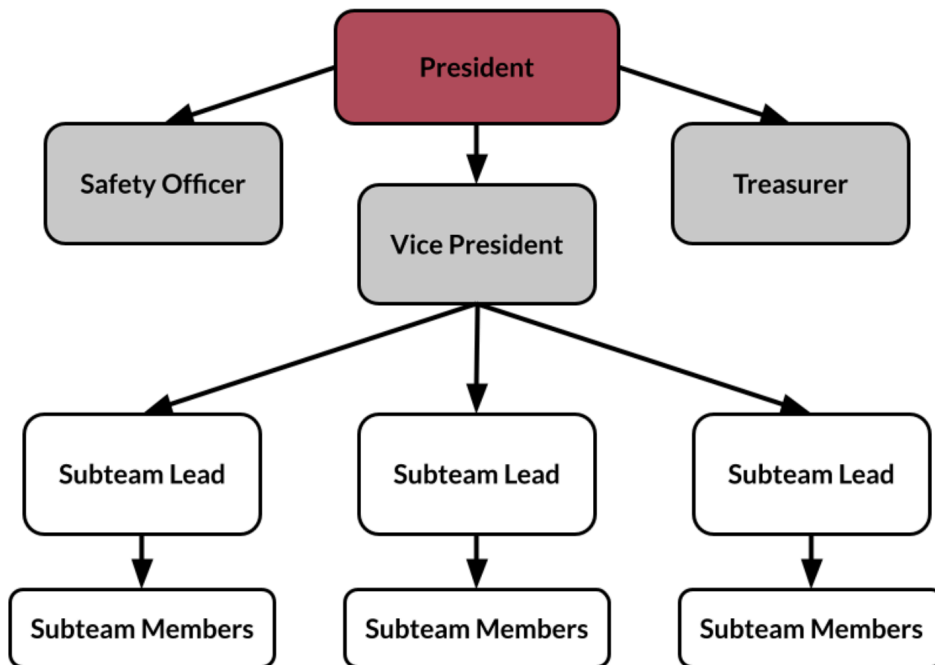 President
Safety Officer
Treasurer
Vice President
Subteam Lead
Subteam Lead
Subteam Lead
Subteam Members
Subteam Members
Subteam Members